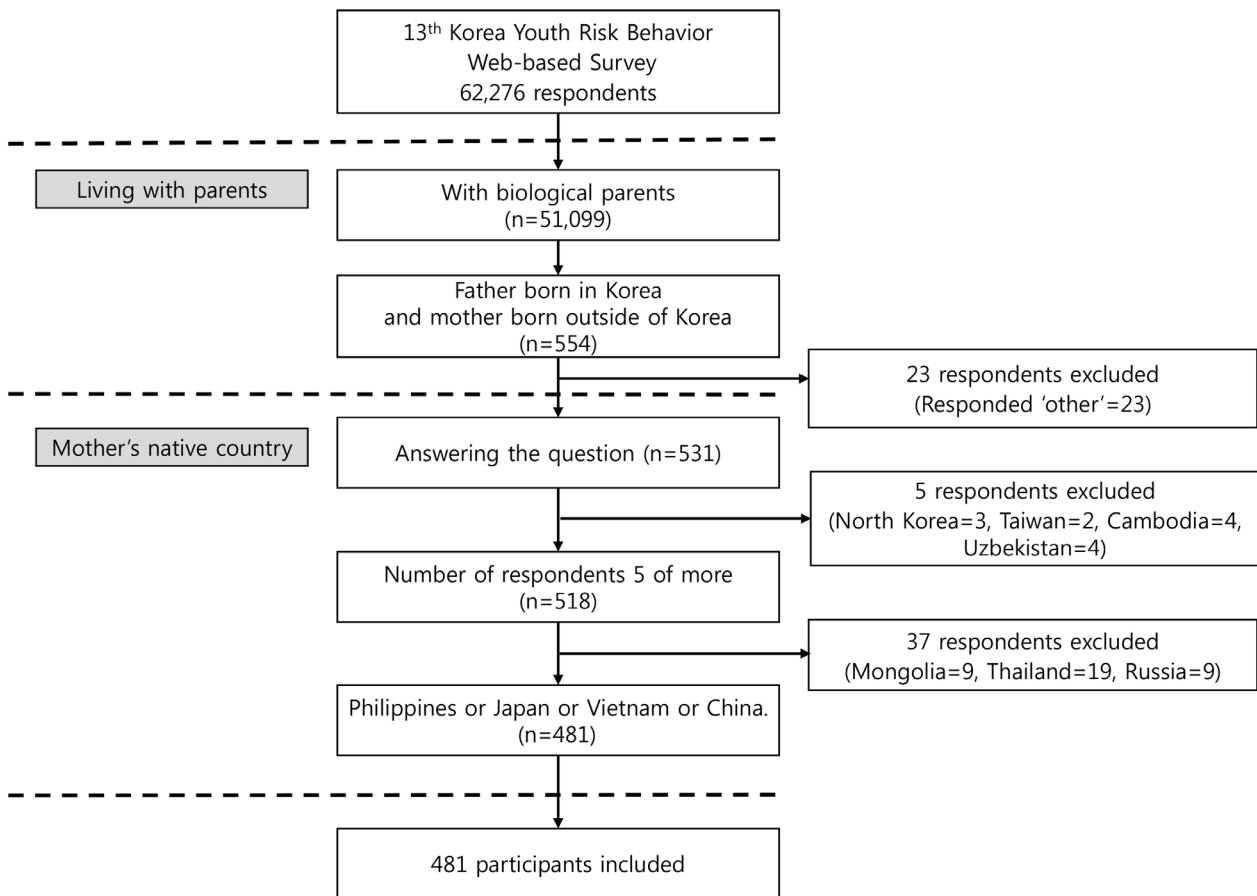 13th Korea Youth Risk Behavior
Web-based Survey
62,276 respondents
Living with parents
With biological parents
(n=51,099)
Father born in Korea
and mother born outside of Korea
(n=554)
23 respondents excluded
(Responded ‘other’=23)
Mother’s native country
Answering the question (n=531)
5 respondents excluded
(North Korea=3, Taiwan=2, Cambodia=4,
Uzbekistan=4)
Number of respondents 5 of more
(n=518)
37 respondents excluded
(Mongolia=9, Thailand=19, Russia=9)
Philippines or Japan or Vietnam or China.
(n=481)
481 participants included